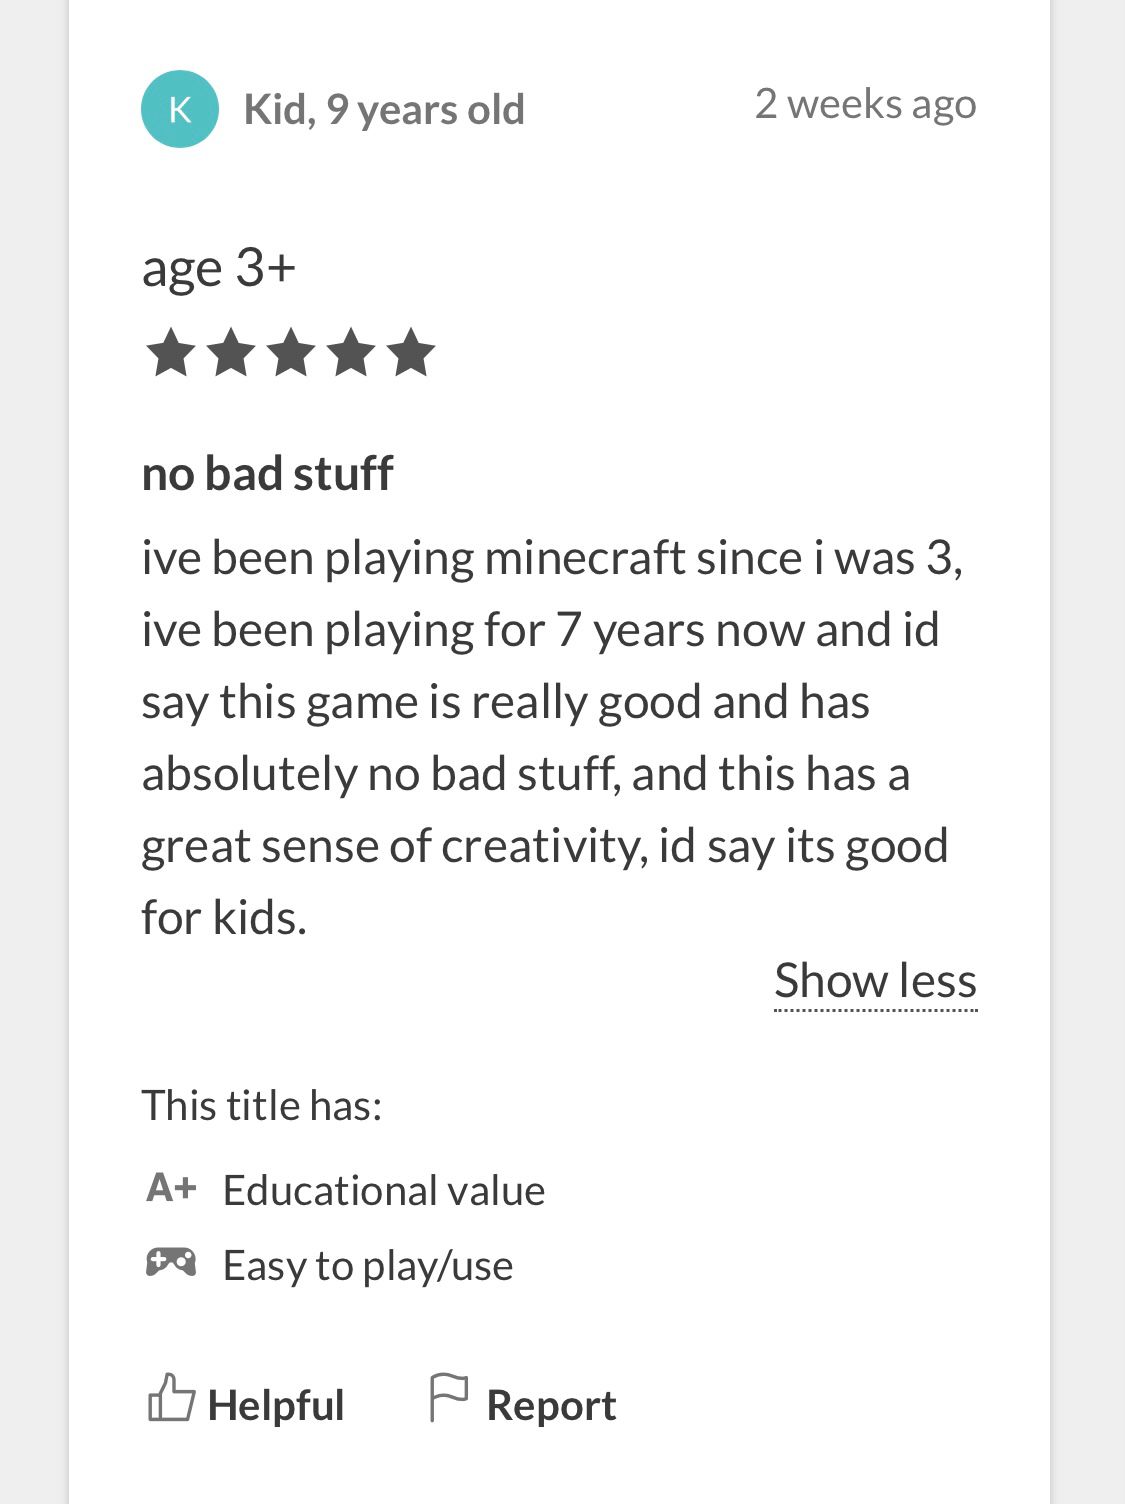 K
Kid, 9 years old
2 weeks ago
age 3+
no bad stuff
ive been playing minecraft since i was 3,
ive been playing for 7 years now and id
say this game is really good and has
absolutely no bad stuff, and this has a
great sense of creativity, id say its good
for kids.
Show less
This title has:
A+ Educational value
Easy to play/use
Helpful
Report